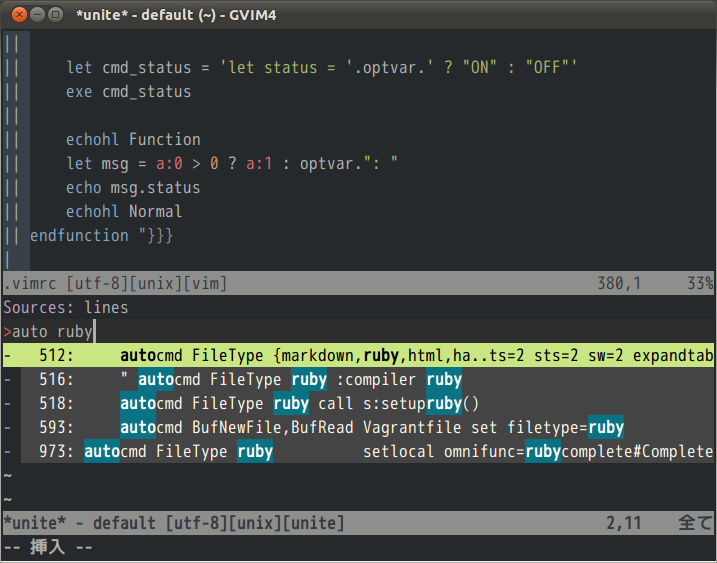 *unite* - default (~) - GVIM4
||
||     let cmd_status = 'let status = '.optvar.' ? "ON" : "OFF"'
||     exe cmd_status
||
||     echohl Function
||     let msg = a:0 > 0 ? a:1 : optvar.": "
||     echo msg.status
||     echohl Normal
|| endfunction "}}}
|
.vimrc [utf-8][unix][vim] 380,1 33%
Sources: lines
>auto ruby
- 512: autocmd FileType {markdown,ruby,html,ha..ts=2 sts=2 sw=2 expandtab
- 516: " autocmd FileType ruby :compiler ruby
- 518: autocmd FileType ruby call s:setupruby()
- 593: autocmd BufNewFile,BufRead Vagrantfile set filetype=ruby
- 973: autocmd FileType ruby setlocal omnifunc=rubycomplete#Complete
~
~
*unite* - default [utf-8][unix][unite] 2,11 全て
-- 挿入 --